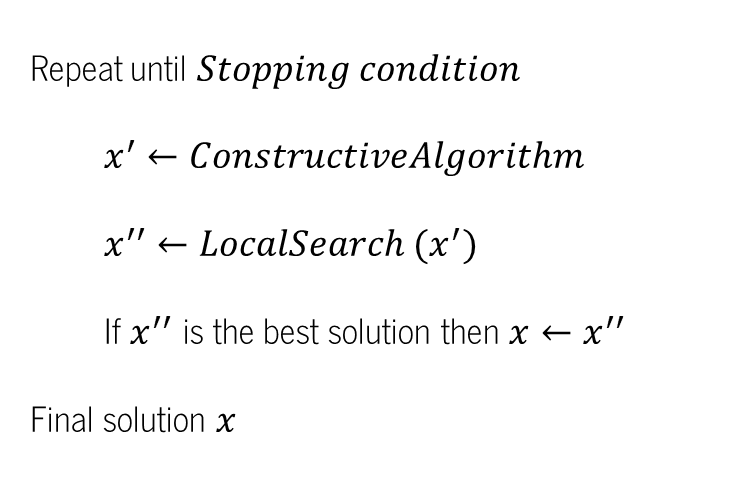 Repeat until Stopping condition
x′ ← ConstructiveAlgorithm
x′′ ← LocalSearch (x′)
If x′′ is the best solution then x ← x′′
Final solution x